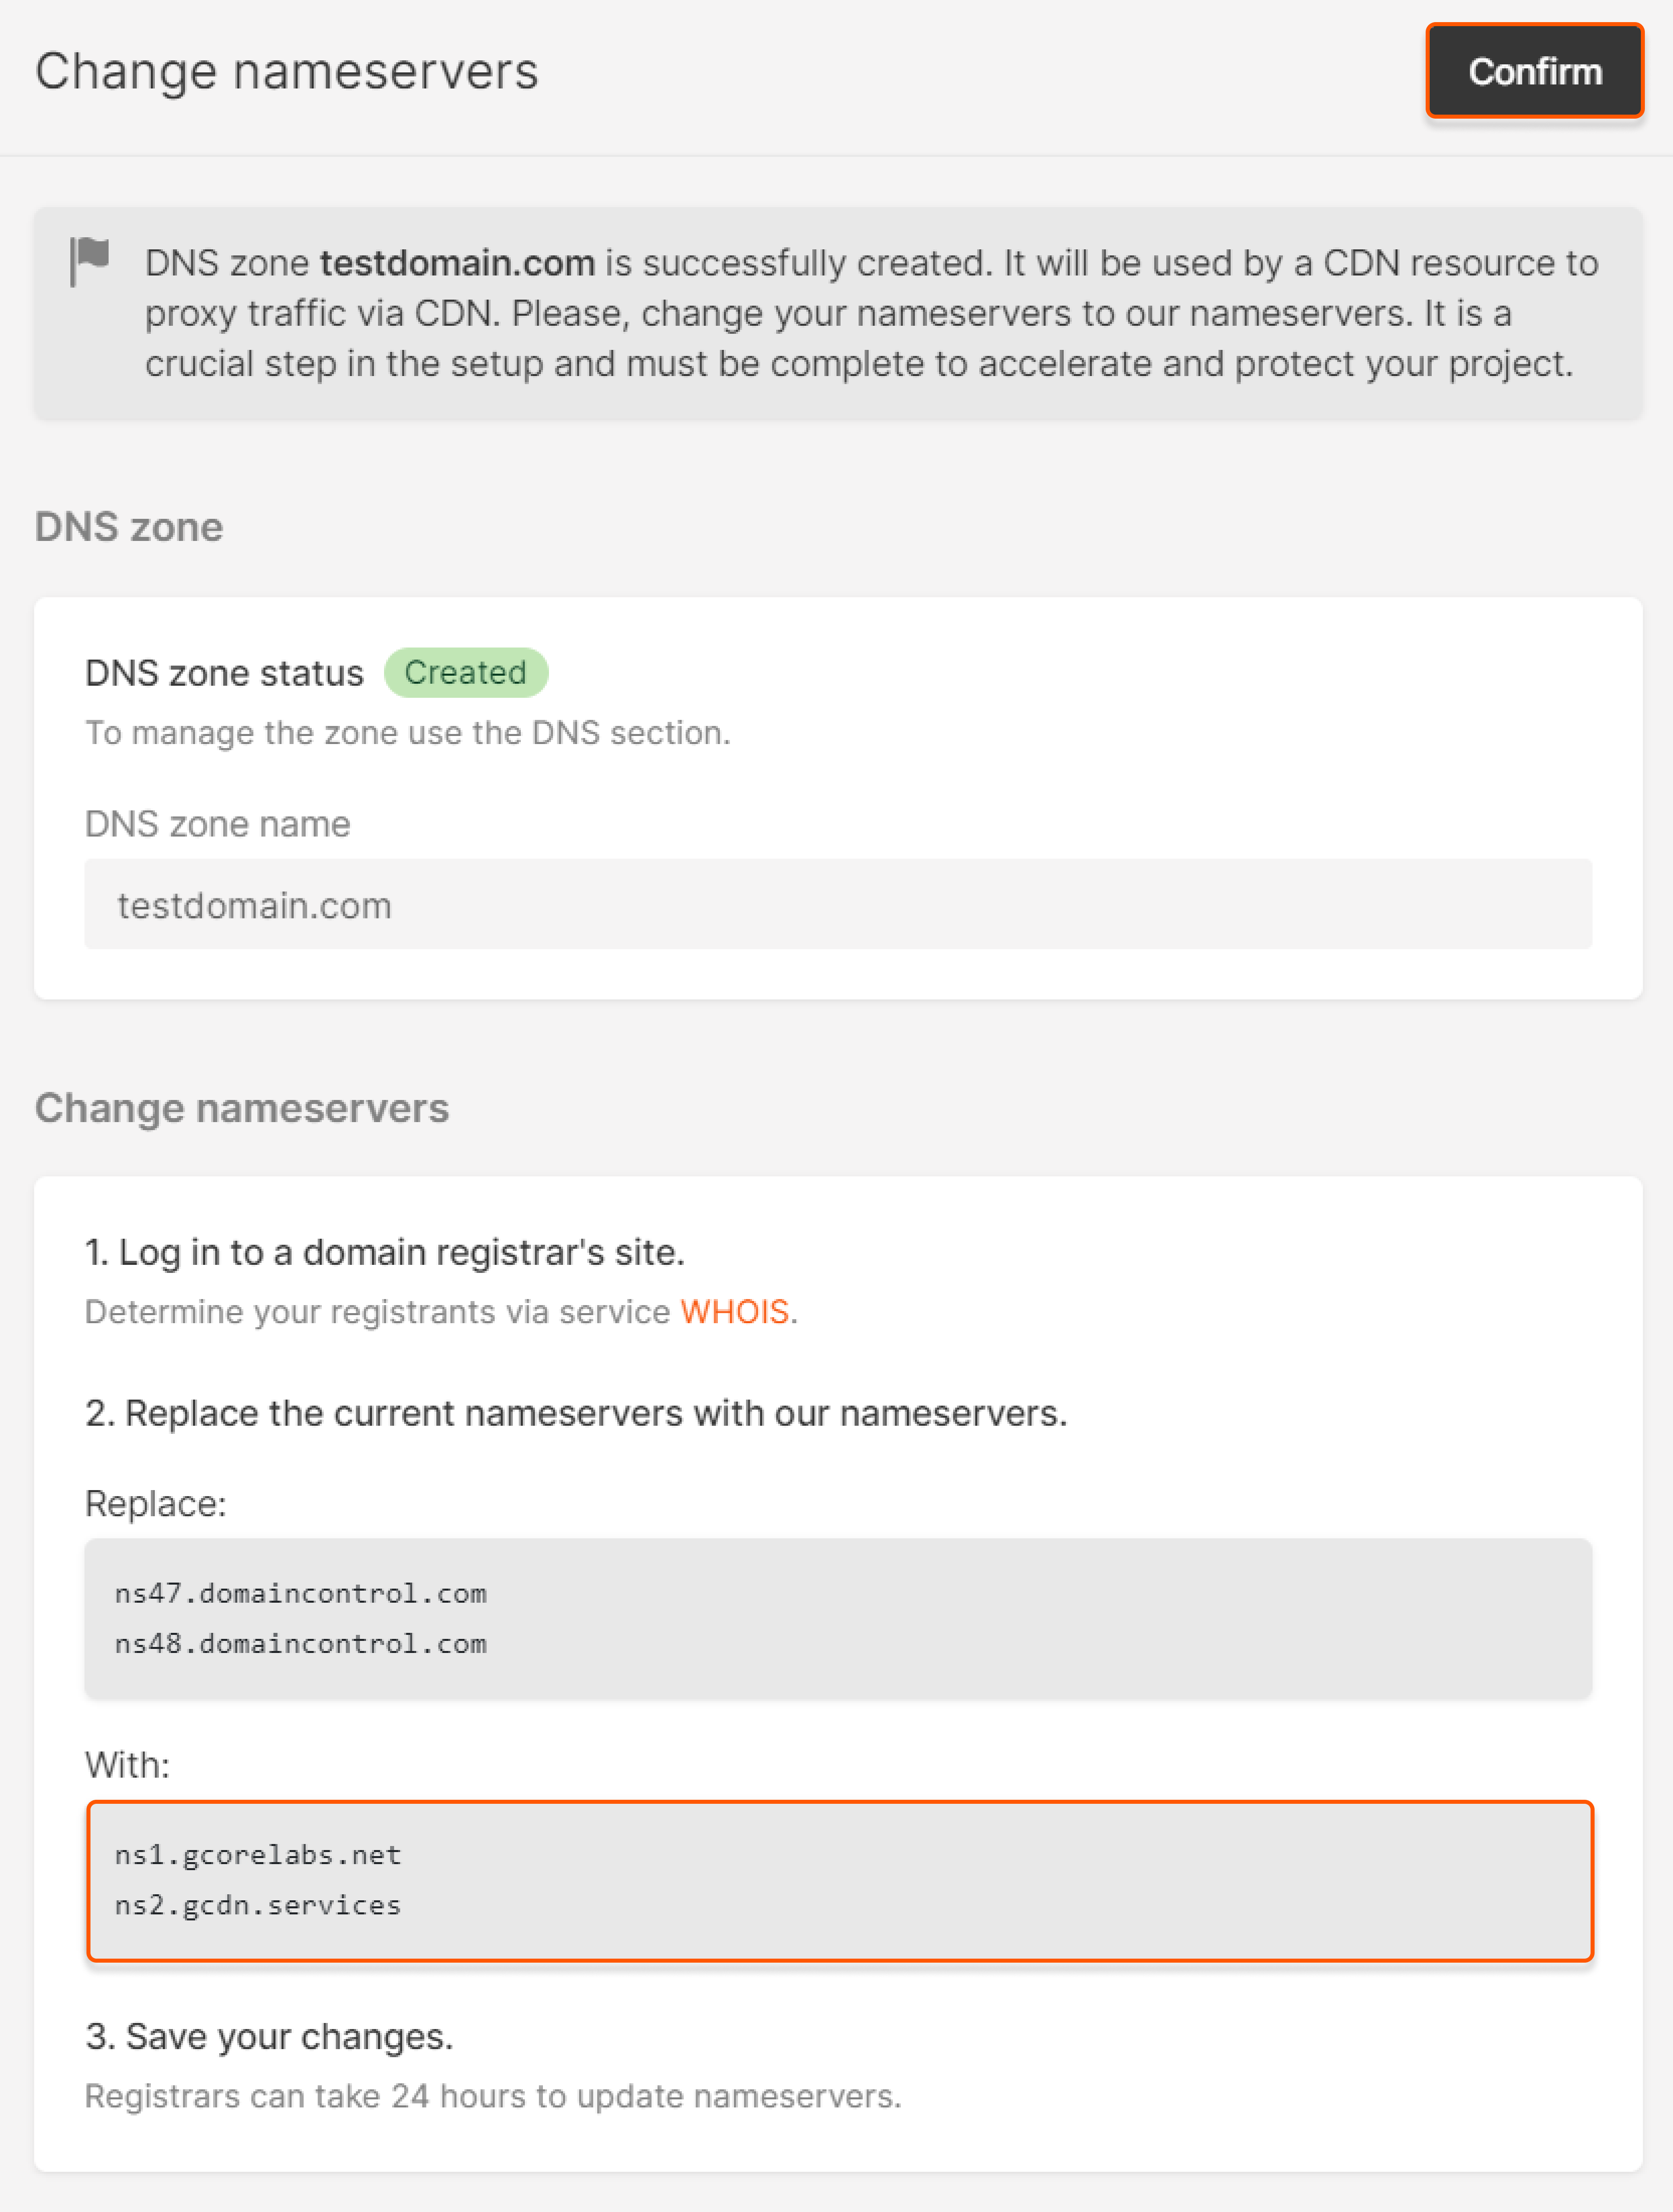 Change nameservers
Confirm
DNS zone testdomain.com is successfully created. It will be used by a CDN resource to
proxy traffic via CDN. Please, change your nameservers to our nameservers. It is a
crucial step in the setup and must be complete to accelerate and protect your project.
DNS zone
DNS zone status Created
To manage the zone use the DNS section.
DNS zone name
testdomain.com
Change nameservers
1. Log in to a domain registrar's site.
Determine your registrants via service WHOIS.
2. Replace the current nameservers with our nameservers.
Replace:
ns47.domaincontrol.com
ns48.domaincontrol.com
With:
ns1.gcorelabs.net
ns2.gcdn.services
3. Save your changes.
Registrars can take 24 hours to update nameservers.